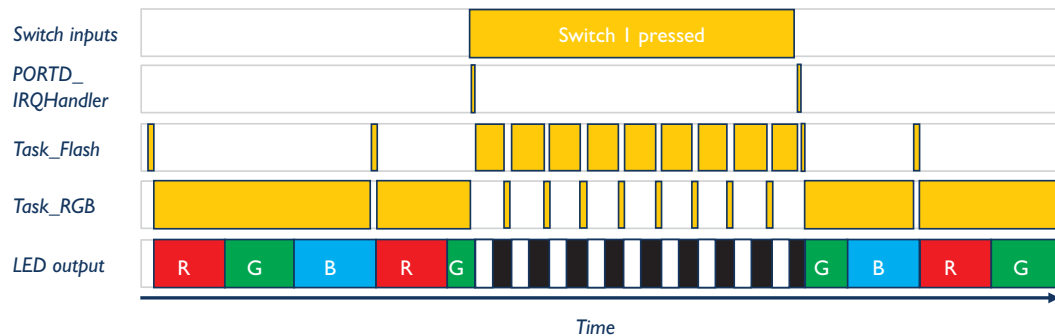 Switch inputs
Switch 1 pressed
PORTD_
IRQHandler
Task_Flash
Task_RGB
LED output
R G B R G G B R G
Time